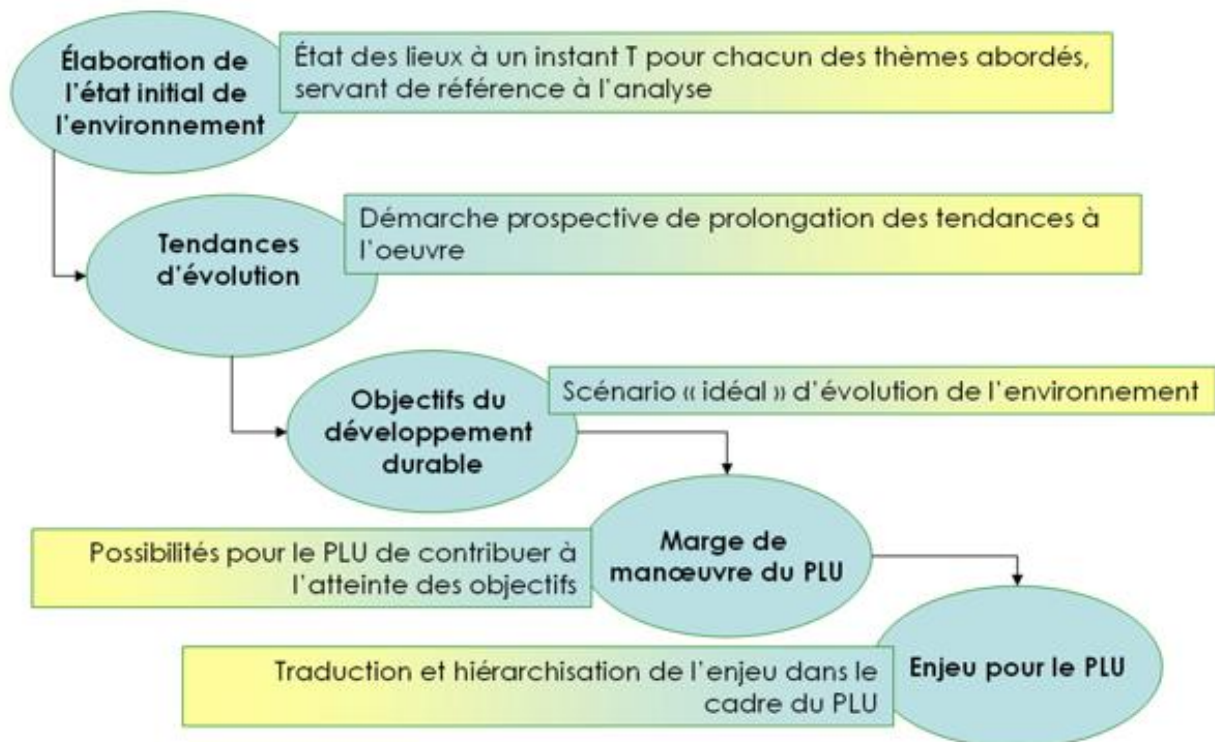 Élaboration de
l'état initial de
l'environnement
État des lieux à un instant T pour chacun des thèmes abordés,
servant de référence à l'analyse
Tendances
d'évolution
Démarche prospective de prolongation des tendances à
l'oeuvre
Objectifs du
développement
durable
Scénario « idéal » d'évolution de l'environnement
Marge de
manœuvre du PLU
Possibilités pour le PLU de contribuer à
l'atteinte des objectifs
Enjeu pour le PLU
Traduction et hiérarchisation de l'enjeu dans le
cadre du PLU